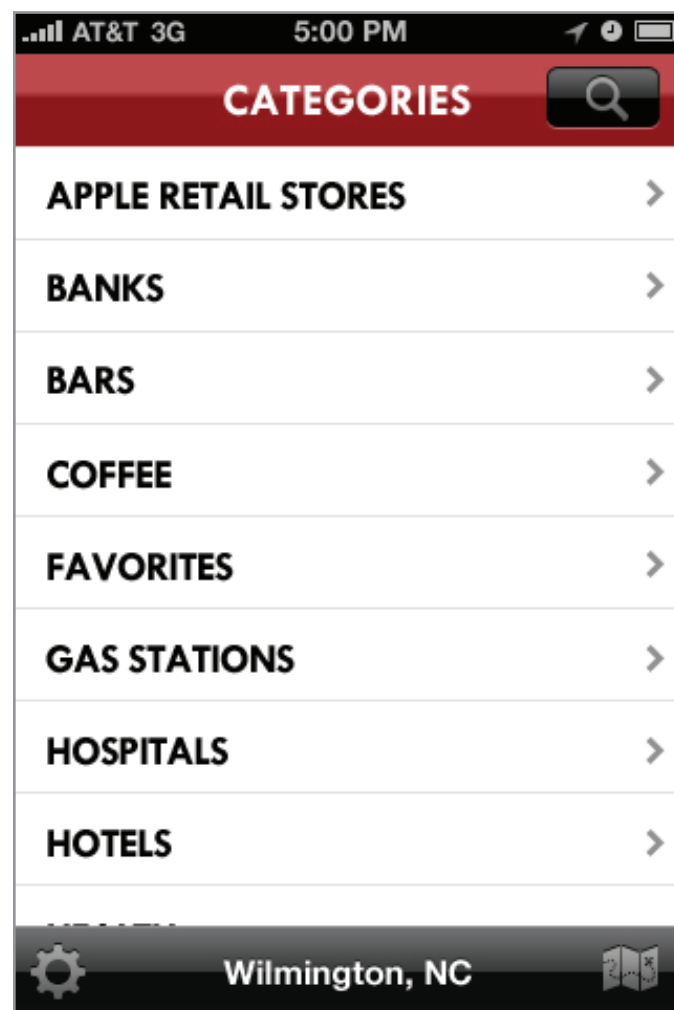 AT&T 3G 5:00 PM
CATEGORIES
APPLE RETAIL STORES
BANKS
BARS
COFFEE
FAVORITES
GAS STATIONS
HOSPITALS
HOTELS
Wilmington, NC